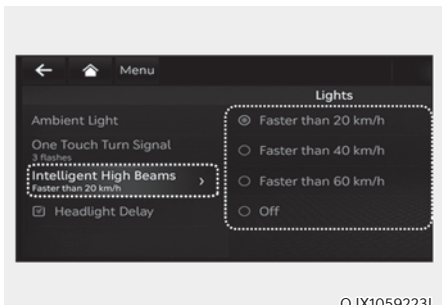 Menu
Lights
Ambient Light
One Touch Turn Signal
3 flashes
Intelligent High Beams
Faster than 20 km/h
Headlight Delay
Faster than 20 km/h
Faster than 40 km/h
Faster than 60 km/h
Off
OJX1059223L